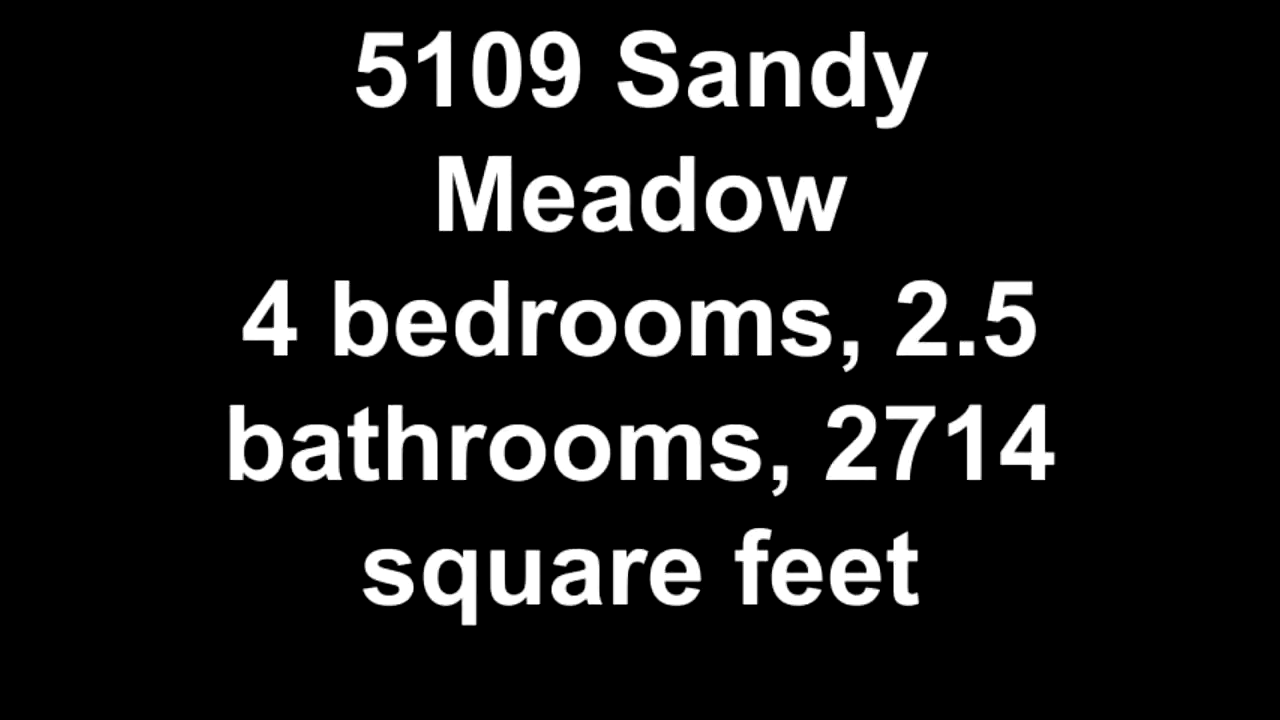 5109 Sandy
Meadow
4 bedrooms, 2.5
bathrooms, 2714
square feet